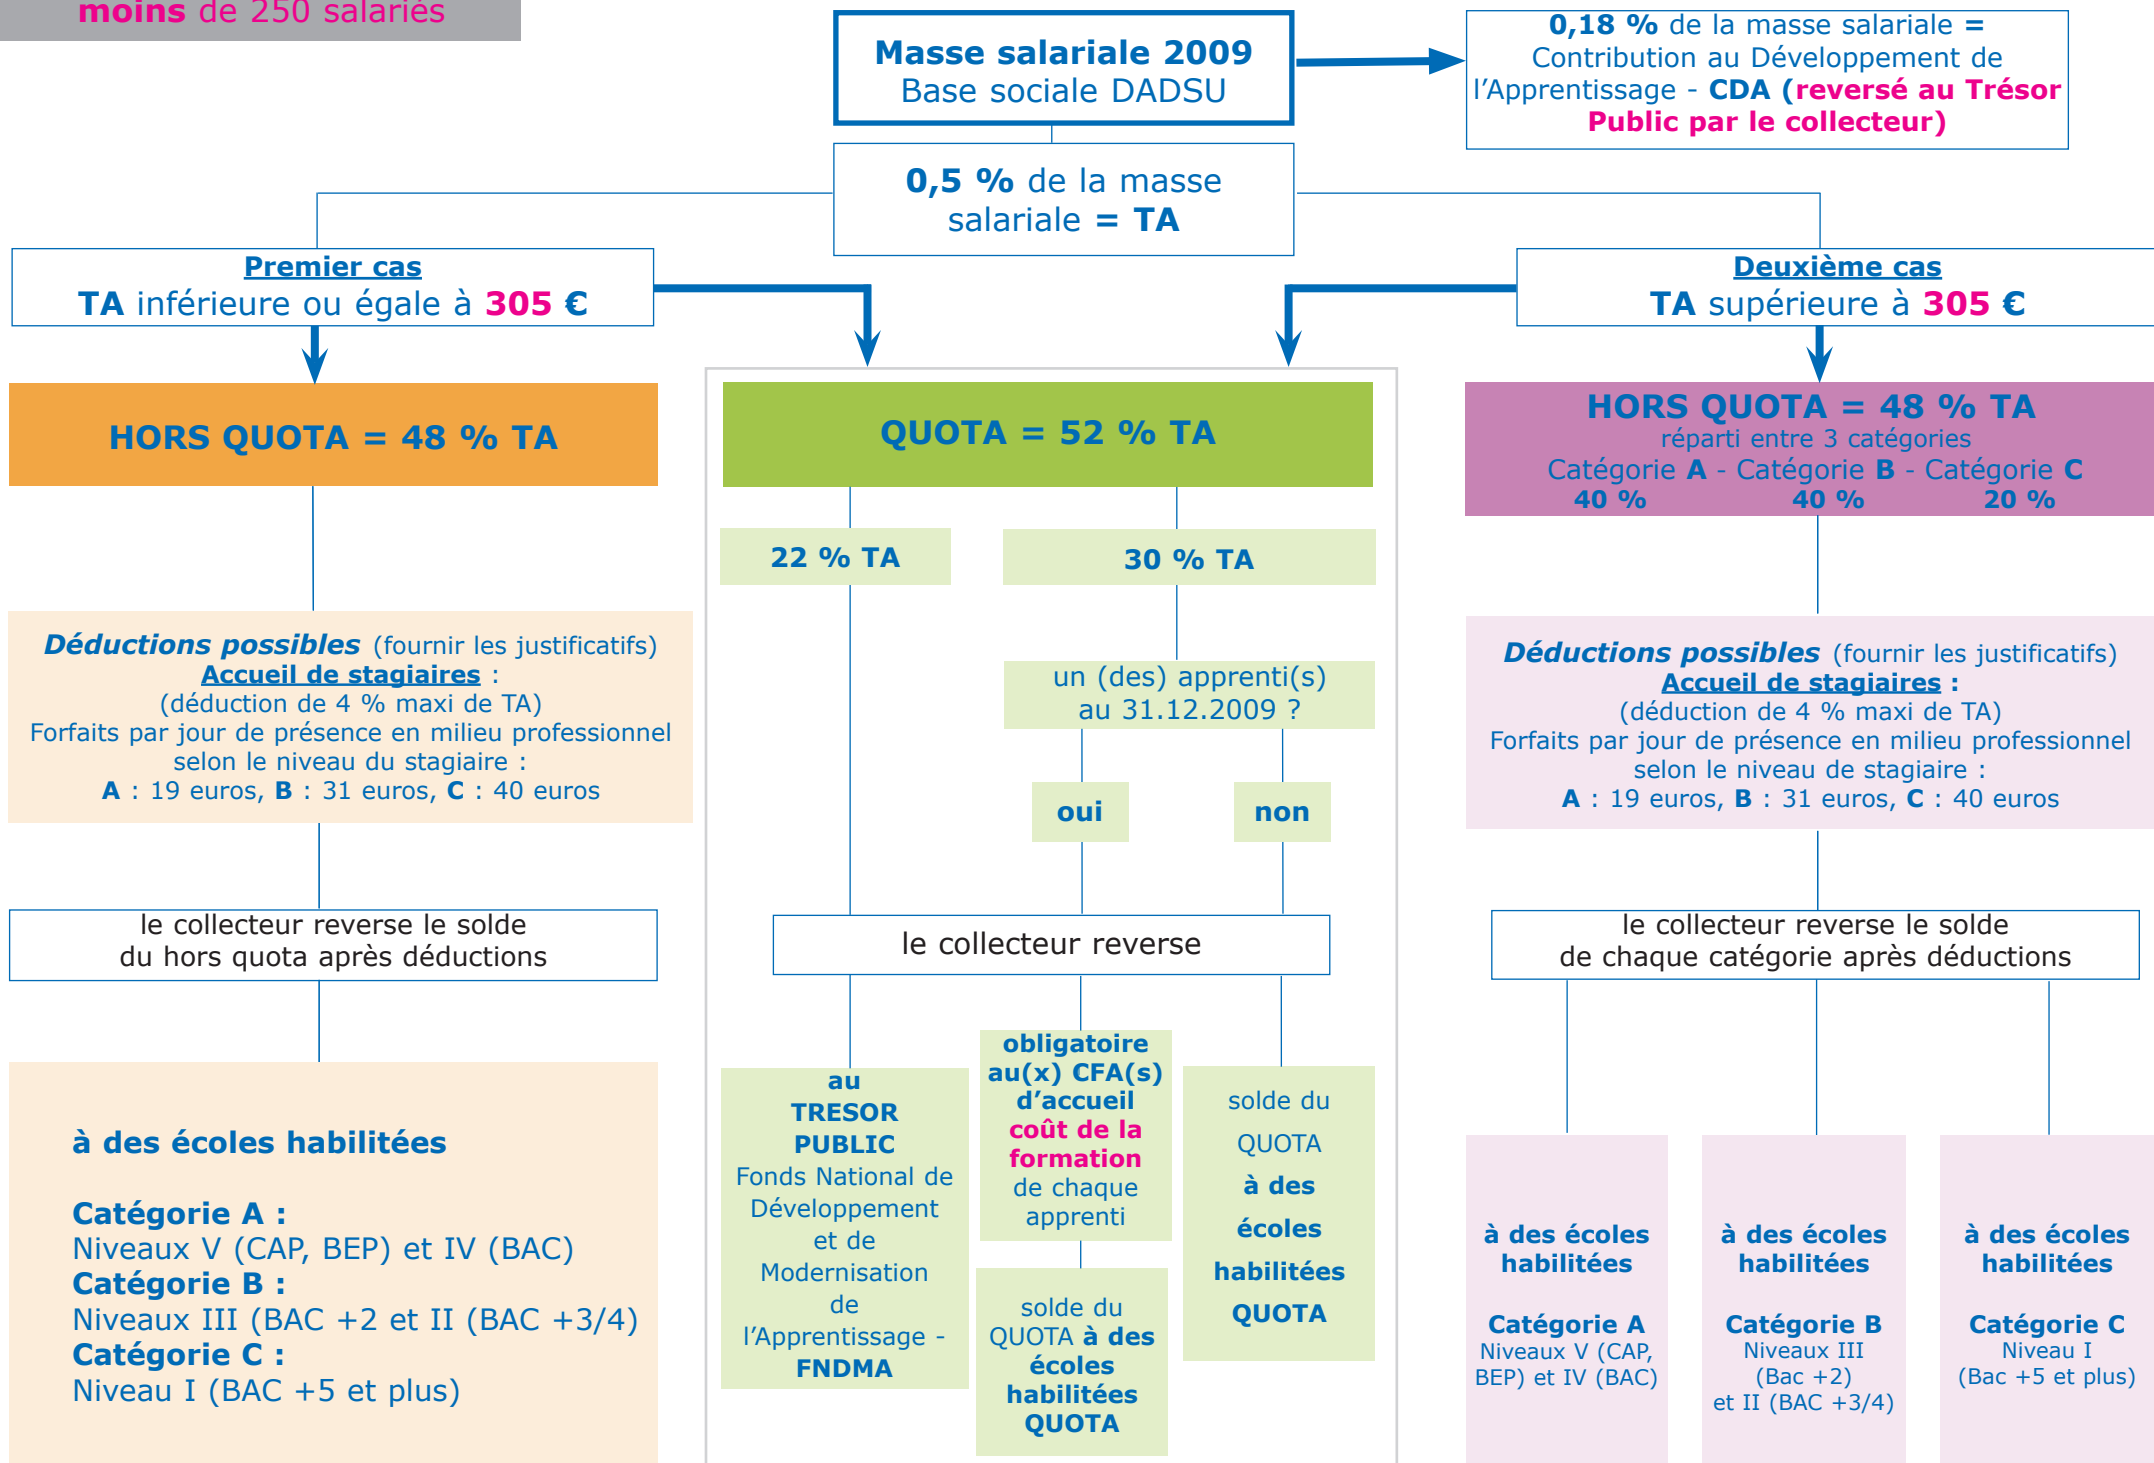 moins de 250 salariés
Masse salariale 2009
Base sociale DADSU
0,18 % de la masse salariale =
Contribution au Développement de
l'Apprentissage - CDA (reversé au Trésor
Public par le collecteur)
0,5 % de la masse
salariale = TA
Premier cas
TA inférieure ou égale à 305 €
Deuxième cas
TA supérieure à 305 €
HORS QUOTA = 48 % TA
QUOTA = 52 % TA
HORS QUOTA = 48 % TA
réparti entre 3 catégories
Catégorie A - Catégorie B - Catégorie C
40 % 40 % 20 %
22 % TA
30 % TA
Déductions possibles (fournir les justificatifs)
Accueil de stagiaires :
(déduction de 4 % maxi de TA)
Forfaits par jour de présence en milieu professionnel
selon le niveau du stagiaire :
A : 19 euros, B : 31 euros, C : 40 euros
un (des) apprenti(s)
au 31.12.2009 ?
oui
non
Déductions possibles (fournir les justificatifs)
Accueil de stagiaires :
(déduction de 4 % maxi de TA)
Forfaits par jour de présence en milieu professionnel
selon le niveau de stagiaire :
A : 19 euros, B : 31 euros, C : 40 euros
le collecteur reverse le solde
du hors quota après déductions
le collecteur reverse
le collecteur reverse le solde
de chaque catégorie après déductions
à des écoles habilitées
Catégorie A :
Niveaux V (CAP, BEP) et IV (BAC)
Catégorie B :
Niveaux III (BAC +2 et II (BAC +3/4)
Catégorie C :
Niveau I (BAC +5 et plus)
au
TRESOR
PUBLIC
Fonds National de
Développement
et de
Modernisation
de
l'Apprentissage -
FNDMA
obligatoire
au(x) CFA(s)
d'accueil
coût de la
formation
de chaque
apprenti
solde du
QUOTA à des
écoles
habilitées
QUOTA
solde du
QUOTA
à des
écoles
habilitées
QUOTA
à des écoles
habilitées
Catégorie A
Niveaux V (CAP,
BEP) et IV (BAC)
à des écoles
habilitées
Catégorie B
Niveaux III
(Bac +2)
et II (BAC +3/4)
à des écoles
habilitées
Catégorie C
Niveau I
(Bac +5 et plus)